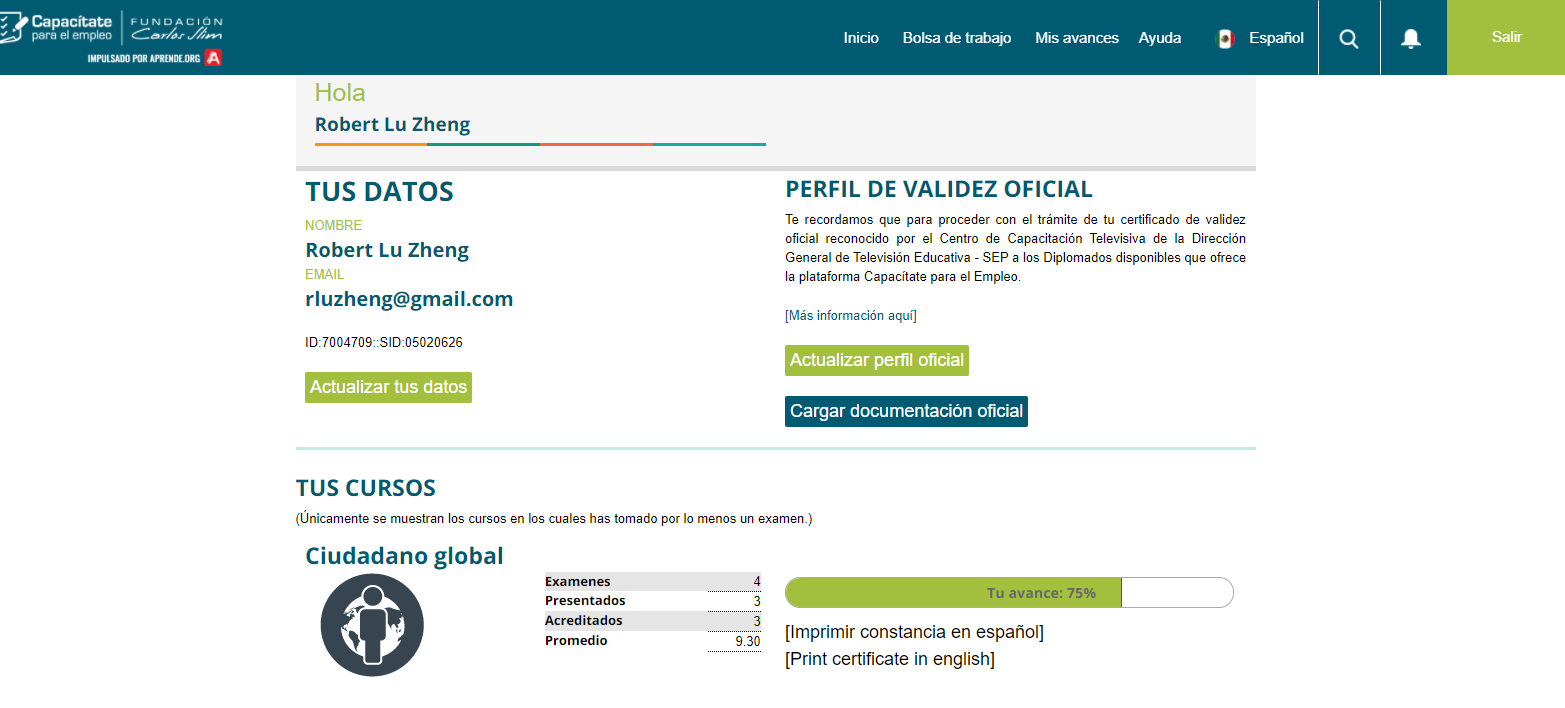 Capacítate
para el empleo
FUNDACIÓN
Carlos Slim
IMPULSADO POR APRENDE.ORG A
Inicio Bolsa de trabajo Mis avances Ayuda Español Salir
Hola
Robert Lu Zheng
TUS DATOS
NOMBRE
Robert Lu Zheng
EMAIL
rluzheng@gmail.com
ID:7004709::SID:05020626
Actualizar tus datos
PERFIL DE VALIDEZ OFICIAL
Te recordamos que para proceder con el trámite de tu certificado de validez
oficial reconocido por el Centro de Capacitación Televisiva de la Dirección
General de Televisión Educativa - SEP a los Diplomados disponibles que ofrece
la plataforma Capacítate para el Empleo.
[Más información aquí]
Actualizar perfil oficial
Cargar documentación oficial
TUS CURSOS
(Únicamente se muestran los cursos en los cuales has tomado por lo menos un examen.)
Ciudadano global
Examenes 4
Presentados 3
Acreditados 3
Promedio 9.30
Tu avance: 75%
[Imprimir constancia en español]
[Print certificate in english]